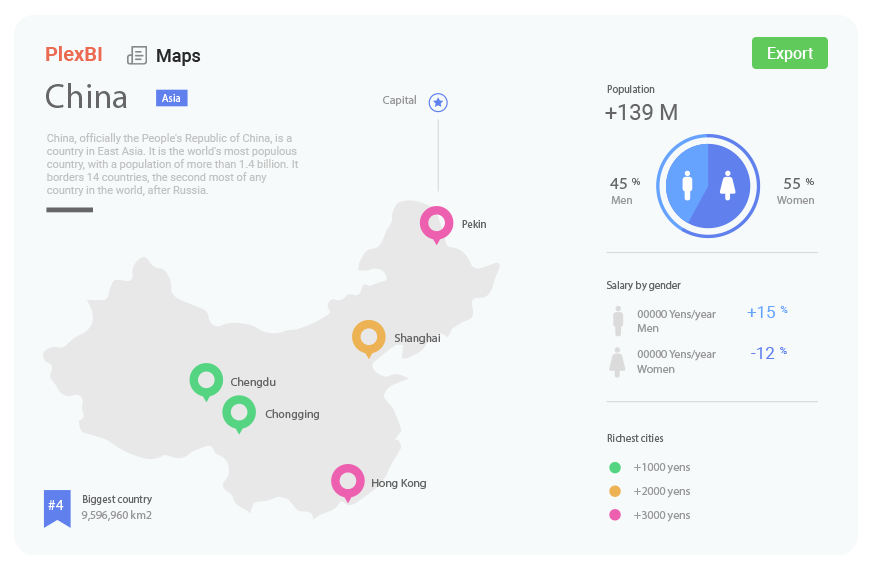 PlexBI
Maps
Export
China
Asia
China, officially the People's Republic of China, is a
country in East Asia. It is the world's most populous
country, with a population of more than 1.4 billion. It
borders 14 countries, the second most of any
country in the world, after Russia.
Capital
Pekin
Shanghai
Chengdu
Chongging
Hong Kong
#4
Biggest country
9,596,960 km2
Population
+139 M
45 %
Men
55 %
Women
Salary by gender
00000 Yens/year
Men
+15 %
00000 Yens/year
Women
-12 %
Richest cities
+1000 yens
+2000 yens
+3000 yens